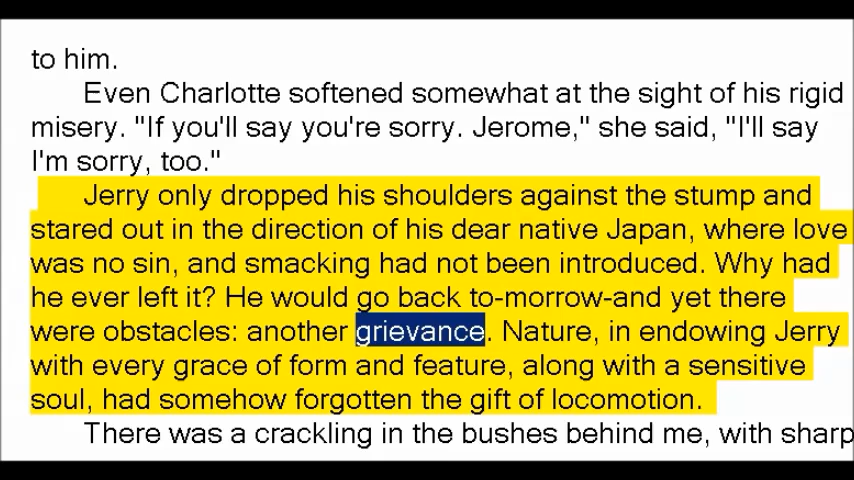 to him.
Even Charlotte softened somewhat at the sight of his rigid
misery. "If you'll say you're sorry. Jerome," she said, "I'll say
I'm sorry, too."
Jerry only dropped his shoulders against the stump and
stared out in the direction of his dear native Japan, where love
was no sin, and smacking had not been introduced. Why had
he ever left it? He would go back to-morrow-and yet there
were obstacles: another grievance. Nature, in endowing Jerry
with every grace of form and feature, along with a sensitive
soul, had somehow forgotten the gift of locomotion.
There was a crackling in the bushes behind me, with sharp